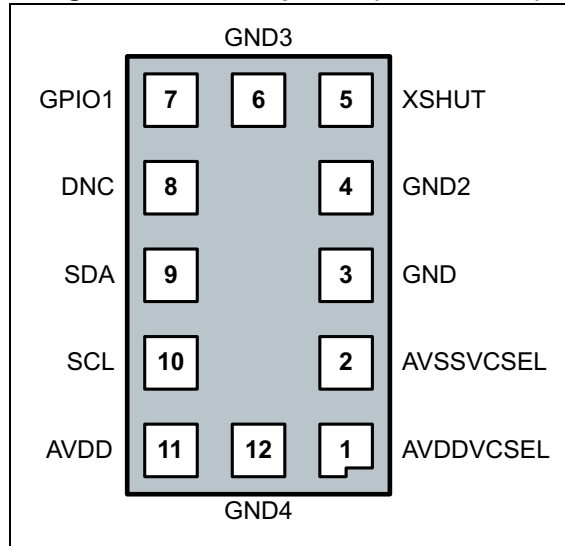 GND3
GPIO1 7 6 5 XSHUT
DNC 8 4 GND2
SDA 9 3 GND
SCL 10 2 AVSSVCSEL
AVDD 11 12 1 AVDDVCSEL
GND4